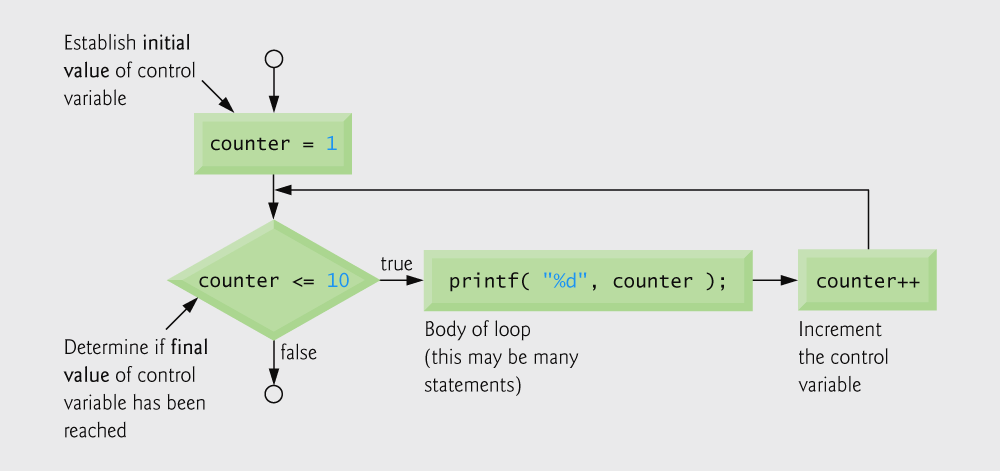 Establish initial
value of control
variable
counter = 1
counter <= 10
true
printf( "%d", counter );
counter++
Body of loop
(this may be many
statements)
Increment
the control
variable
false
Determine if final
value of control
variable has been
reached